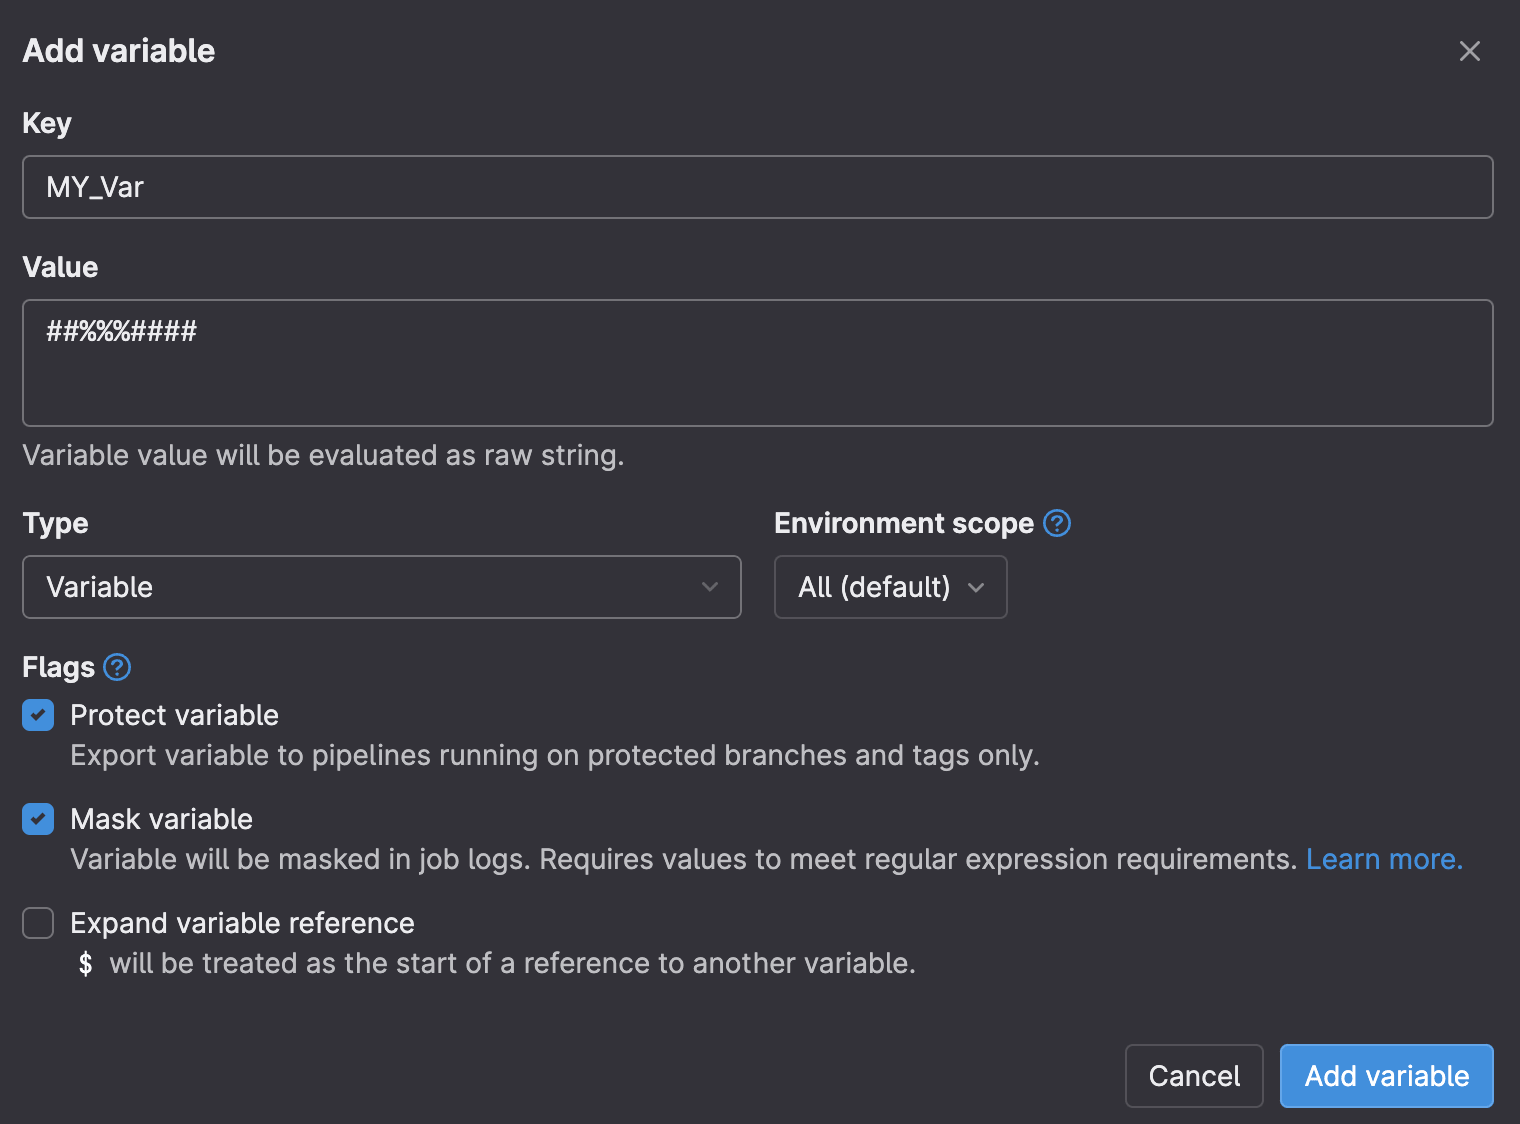 Add variable
Key
MY_Var
Value
##%%%####
Variable value will be evaluated as raw string.
Type
Environment scope
Variable
All (default)
Flags
Protect variable
Export variable to pipelines running on protected branches and tags only.
Mask variable
Variable will be masked in job logs. Requires values to meet regular expression requirements. Learn more.
Expand variable reference
$ will be treated as the start of a reference to another variable.
Cancel
Add variable